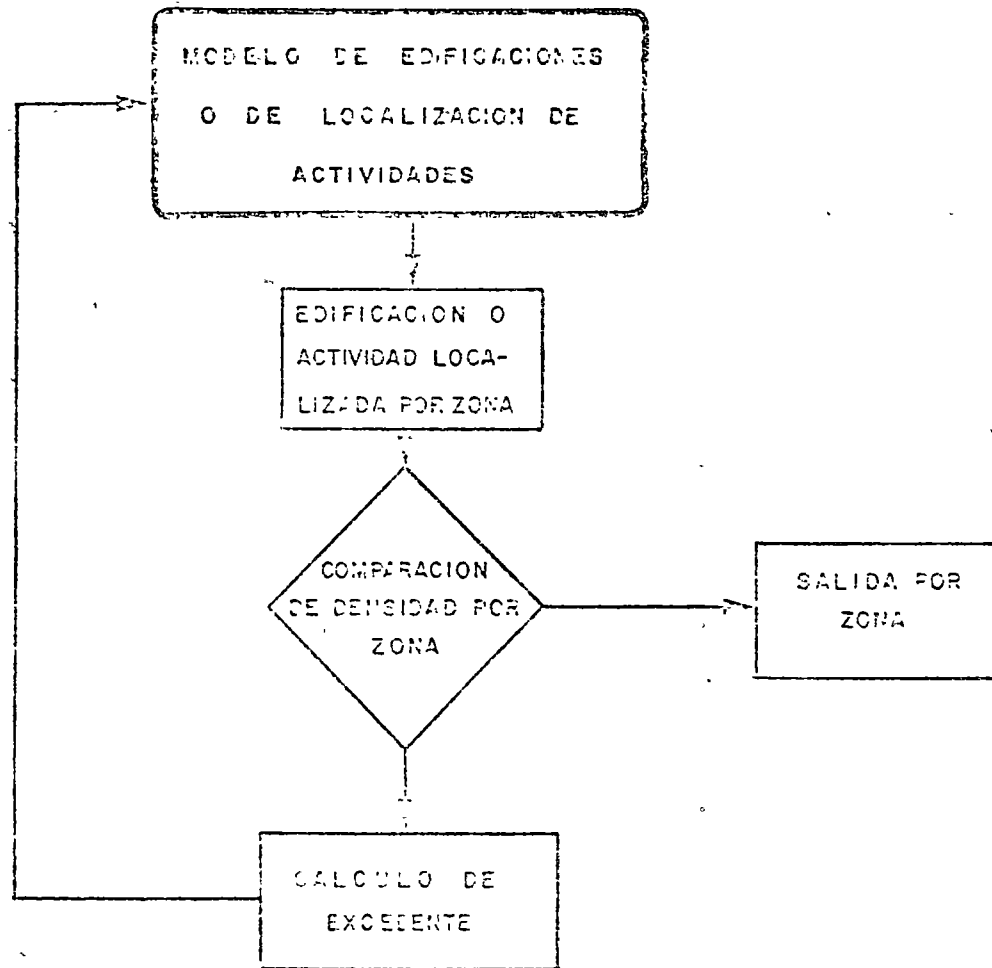 MODELO DE EDIFICACIONES
O DE LOCALIZACION DE
ACTIVIDADES
EDIFICACION O
ACTIVIDAD LOCA-
LIZADA POR ZONA
COMPARACION
DE DENSIDAD POR
ZONA
SALIDA POR
ZONA
CALCULO DE
EXCEDENTE